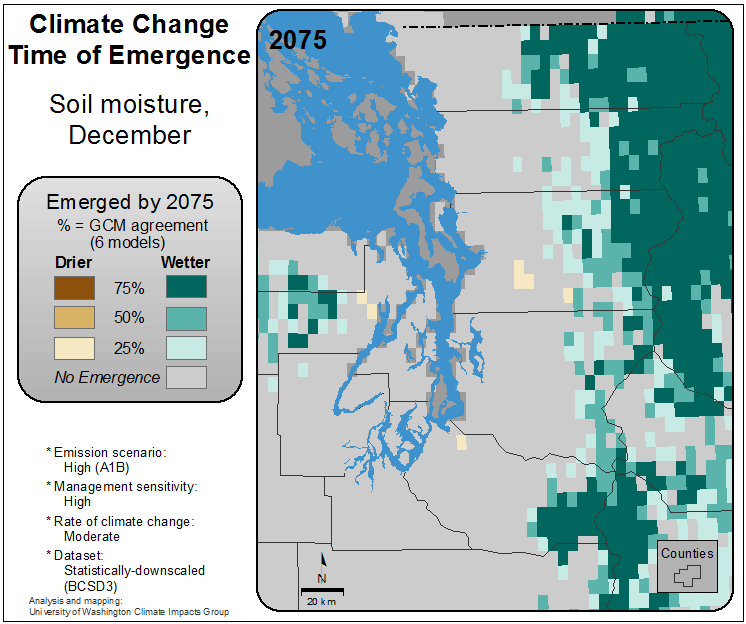 Climate Change
Time of Emergence
Soil moisture,
December
Emerged by 2075
% = GCM agreement
(6 models)
Drier Wetter
75%
50%
25%
No Emergence
* Emission scenario:
High (A1B)
* Management sensitivity:
High
* Rate of climate change:
Moderate
* Dataset:
Statistically-downscaled
(BCSD3)
Analysis and mapping:
University of Washington Climate Impacts Group
2075
N
20 km
Counties